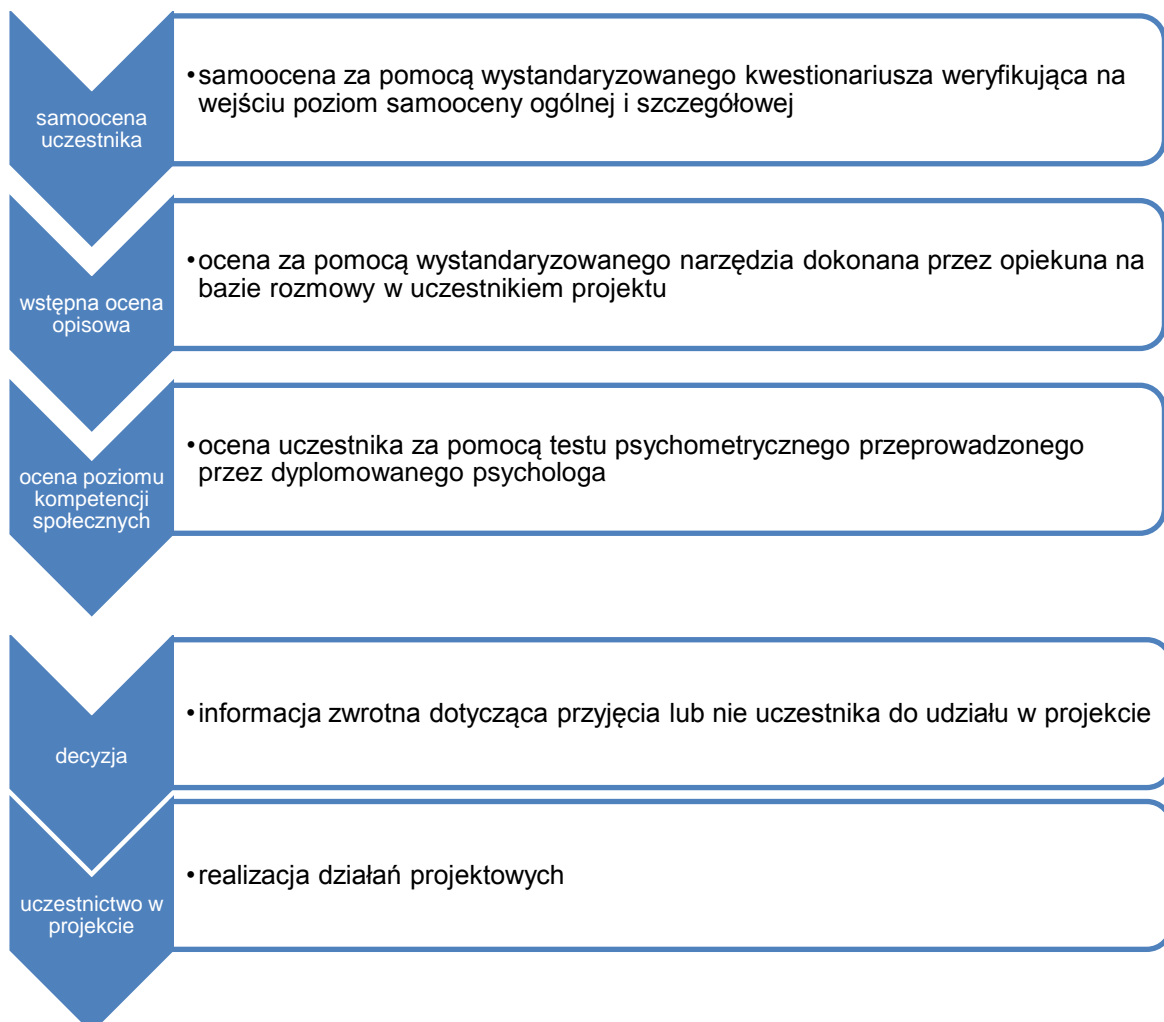 samoocena
uczestnika
•samoocena za pomocą wystandaryzowanego kwestionariusza weryfikująca na
wejściu poziom samooceny ogólnej i szczegółowej
wstępna ocena
opisowa
•ocena za pomocą wystandaryzowanego narzędzia dokonana przez opiekuna na
bazie rozmowy w uczestnikiem projektu
ocena poziomu
kompetencji
społecznych
•ocena uczestnika za pomocą testu psychometrycznego przeprowadzonego
przez dyplomowanego psychologa
decyzja
•informacja zwrotna dotycząca przyjęcia lub nie uczestnika do udziału w projekcie
uczestnictwo w
projekcie
•realizacja działań projektowych